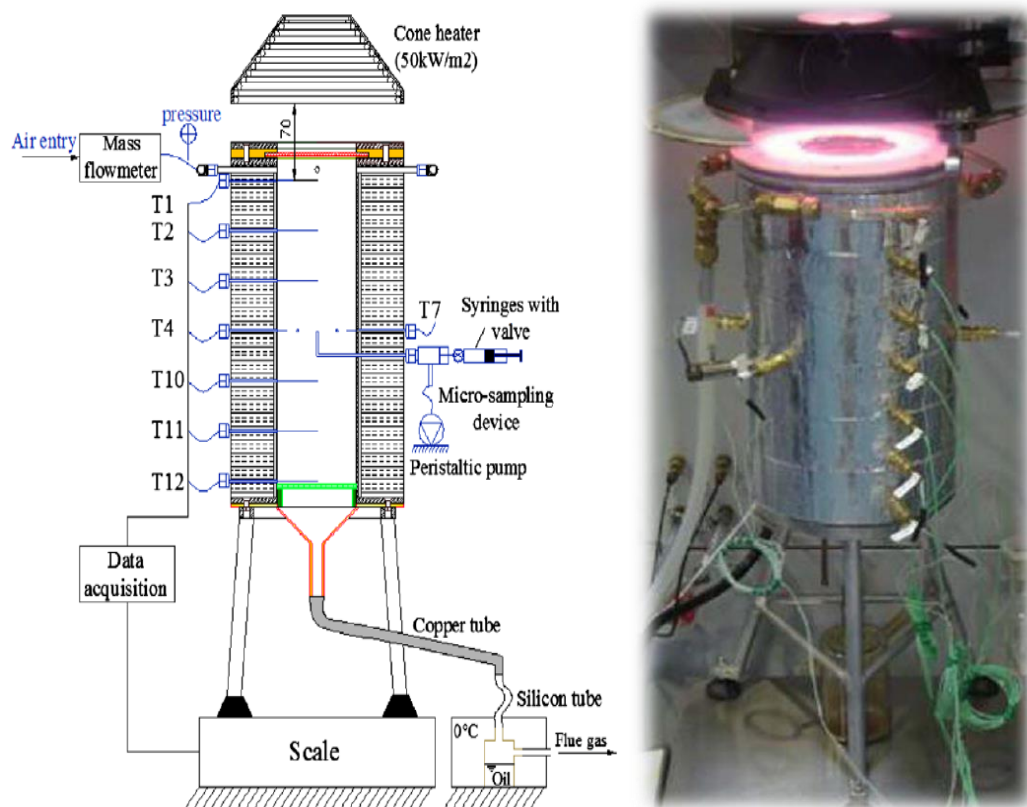 Cone heater
(50kW/m2)
pressure
70
Air entry
Mass
flowmeter
T1
T2
T3
T4
T10
T11
T12
T7
Syringes with
valve
Micro-sampling
device
Peristaltic pump
Data
acquisition
Copper tube
Silicon tube
Scale
0°C
Oil
Flue gas